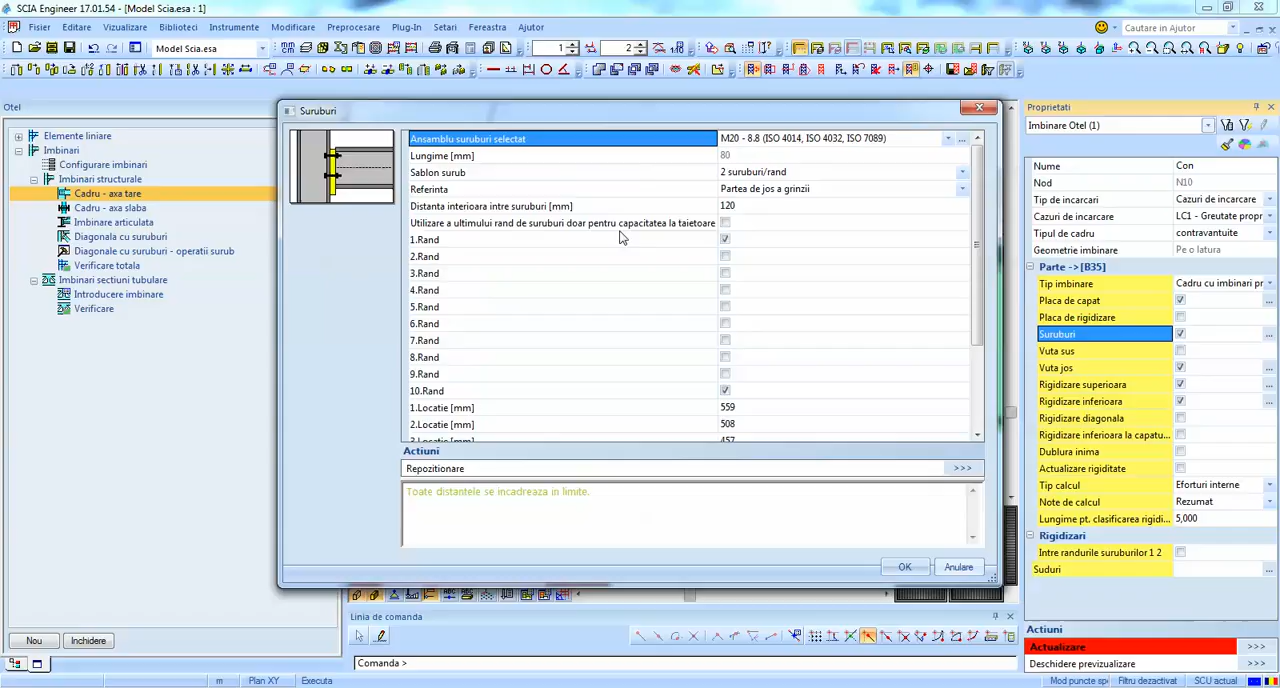 SCIA Engineer 17.01.54 - [Model Scia.esa : 1]
Fisier Editare Vizualizare Biblioteci Instrumente Modificare Preprocesare Plug-In Setari Fereastra Ajutor
Cautare in Ajutor
Model Scia.esa 1 2
Otel
Elemente liniare
Imbinari
Configurare imbinari
Imbinari structurale
Cadru - axa tare
Cadru - axa slaba
Imbinare articulata
Diagonala cu suruburi
Diagonale cu suruburi - operatii surub
Verificare totala
Imbinari sectiuni tubulare
Introducere imbinare
Verificare
Nou Inchidere
Suruburi
Ansamblu suruburi selectat M20 - 8.8 (ISO 4014, ISO 4032, ISO 7089) ...
Lungime [mm] 80
Sablon surub 2 suruburi/rand
Referinta Partea de jos a grinzii
Distanta interioara intre suruburi [mm] 120
Utilizare a ultimului rand de suruburi doar pentru capacitatea la taietoare
1.Rand
2.Rand
3.Rand
4.Rand
5.Rand
6.Rand
7.Rand
8.Rand
9.Rand
10.Rand
1.Locatie [mm] 559
2.Locatie [mm] 508
3.Locatie [mm] 457
Actiuni
Repozitionare >>>
Toate distantele se incadreaza in limite.
OK Anulare
Linia de comanda
Comanda >
Proprietati
Imbinare Otel (1)
Nume Con
Nod N10
Tip de incarcari Cazuri de incarcare
Cazuri de incarcare LC1 - Greutate propr
Tipul de cadru contravantuite
Geometrie imbinare Pe o latura
Parte ->[B35]
Tip imbinare Cadru cu imbinari pr
Placa de capat ...
Placa de rigidizare
Suruburi ...
Vuta sus
Vuta jos ...
Rigidizare superioara ...
Rigidizare inferioara ...
Rigidizare diagonala
Rigidizare inferioara la capatu...
Dublura inima
Actualizare rigiditate
Tip calcul Eforturi interne
Note de calcul Rezumat
Lungime pt. clasificarea rigidi... 5,000
Rigidizari
Intre randurile suruburilor 1 2
Suduri ...
Actiuni
Actualizare >>>
Deschidere previzualizare >>>
m Plan XY Executa Mod puncte sp Filtru dezactivat SCU actual